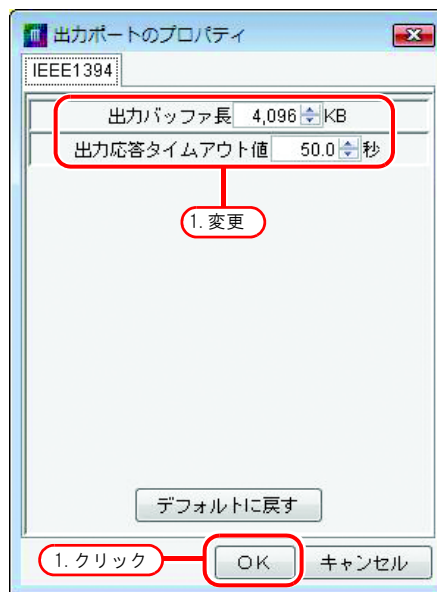 出力ポートのプロパティ
IEEE1394
出力バッファ長 4,096 KB
出力応答タイムアウト値 50.0 秒
1. 変更
デフォルトに戻す
1. クリック
OK キャンセル